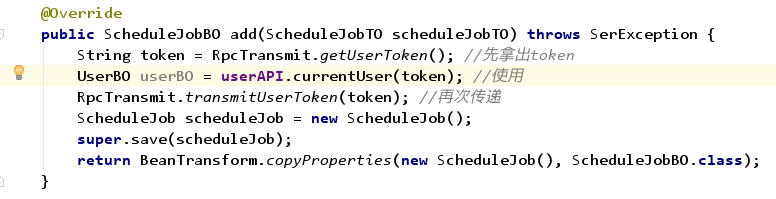 @Override
public ScheduleJobBO add(ScheduleJobTO scheduleJobTO) throws SerException {
    String token = RpcTransmit.getUserToken(); //先拿出token
    UserBO userBO = userAPI.currentUser(token); //使用
    RpcTransmit.transmitUserToken(token); //再次传递
    ScheduleJob scheduleJob = new ScheduleJob();
    super.save(scheduleJob);
    return BeanTransform.copyProperties(new ScheduleJob(), ScheduleJobBO.class);
}